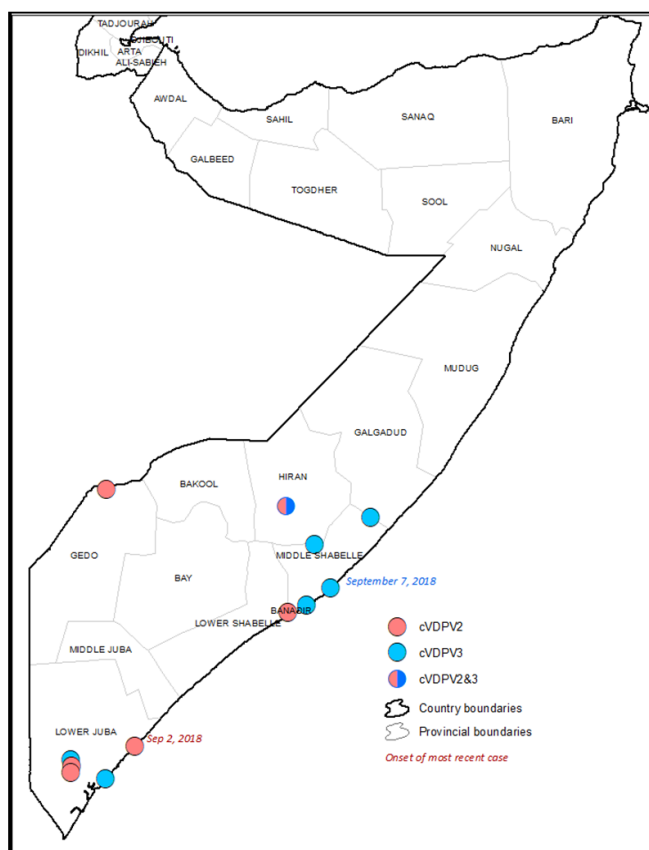 TADJOURAH
DJIBOUTI
DIKHIL
ARTA
ALI-SABIEH
AWDAL
SAHIL
SANAQ
BARI
GALBEED
TOGDHER
SOOL
NUGAL
MUDUG
GALGADUD
HIRAN
BAKOOL
GEDO
MIDDLE SHABELLE
BAY
September 7, 2018
BANADIR
LOWER SHABELLE
MIDDLE JUBA
LOWER JUBA
Sep 2, 2018
cVDPV2
cVDPV3
cVDPV2&3
Country boundaries
Provincial boundaries
Onset of most recent case